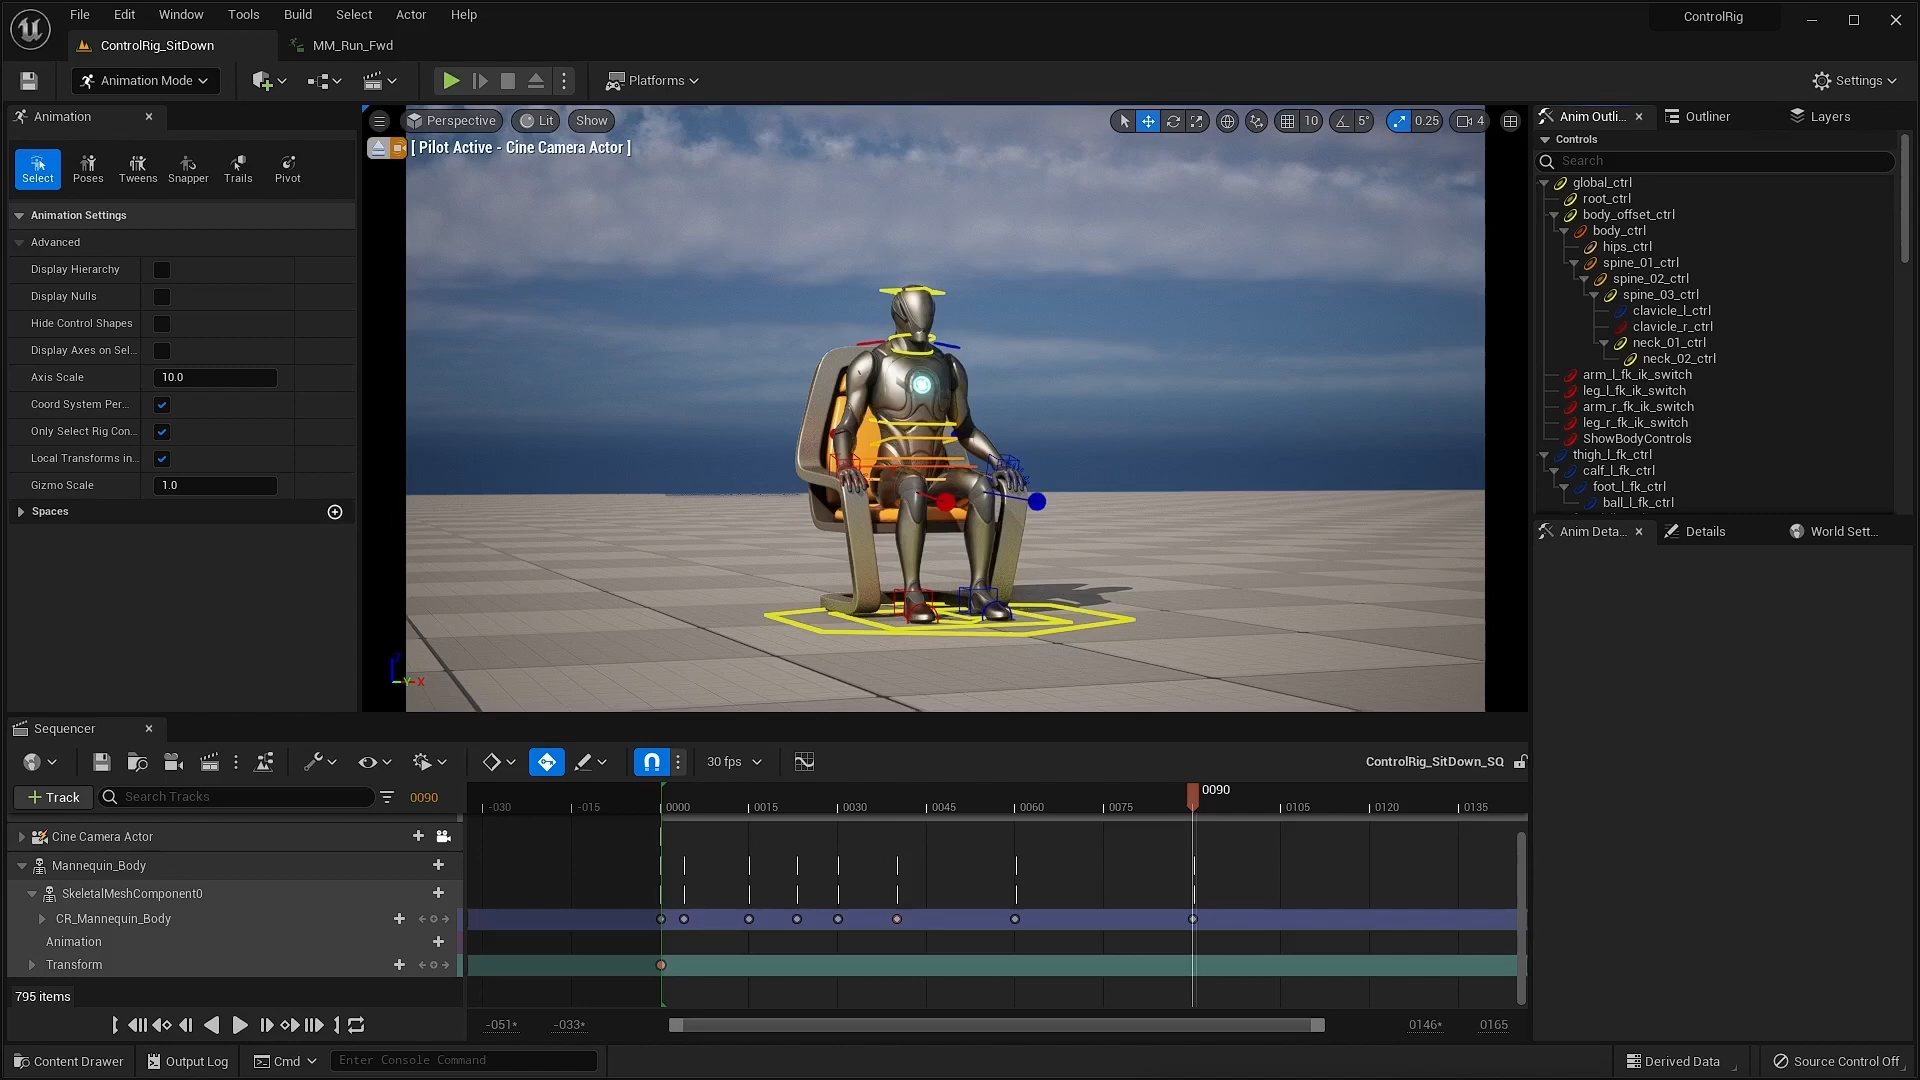 File Edit Window Tools Build Select Actor Help
ControlRig
ControlRig_SitDown
MM_Run_Fwd
Animation Mode
Platforms
Settings
Animation
Select Poses Tweens Snapper Trails Pivot
Animation Settings
Advanced
Display Hierarchy
Display Nulls
Hide Control Shapes
Display Axes on Sel...
Axis Scale 10.0
Coord System Per...
Only Select Rig Con...
Local Transforms in...
Gizmo Scale 1.0
Spaces
Perspective Lit Show
10 5° 0.25 4
[ Pilot Active - Cine Camera Actor ]
Z
Y X
Anim Outli... Outliner Layers
Controls
Search
global_ctrl
root_ctrl
body_offset_ctrl
body_ctrl
hips_ctrl
spine_01_ctrl
spine_02_ctrl
spine_03_ctrl
clavicle_l_ctrl
clavicle_r_ctrl
neck_01_ctrl
neck_02_ctrl
arm_l_fk_ik_switch
leg_l_fk_ik_switch
arm_r_fk_ik_switch
leg_r_fk_ik_switch
ShowBodyControls
thigh_l_fk_ctrl
calf_l_fk_ctrl
foot_l_fk_ctrl
ball_l_fk_ctrl
Anim Deta... Details World Sett...
Sequencer
30 fps
ControlRig_SitDown_SQ
+ Track Search Tracks 0090
0090
-030 -015 0000 0015 0030 0045 0060 0075 0105 0120 0135
Cine Camera Actor
Mannequin_Body
SkeletalMeshComponent0
CR_Mannequin_Body
Animation
Transform
795 items
-051* -033* 0146* 0165
Content Drawer Output Log Cmd Enter Console Command
Derived Data Source Control Off